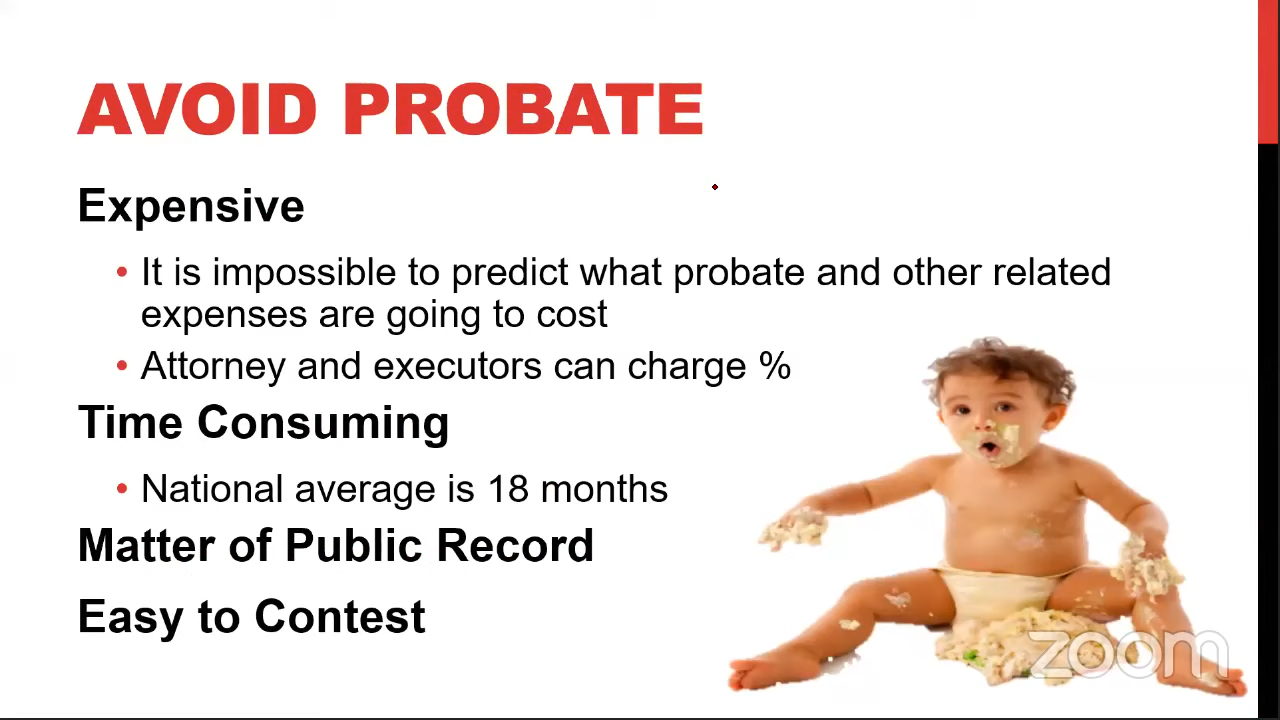 AVOID PROBATE
Expensive
• It is impossible to predict what probate and other related
expenses are going to cost
• Attorney and executors can charge %
Time Consuming
• National average is 18 months
Matter of Public Record
Easy to Contest
zoom